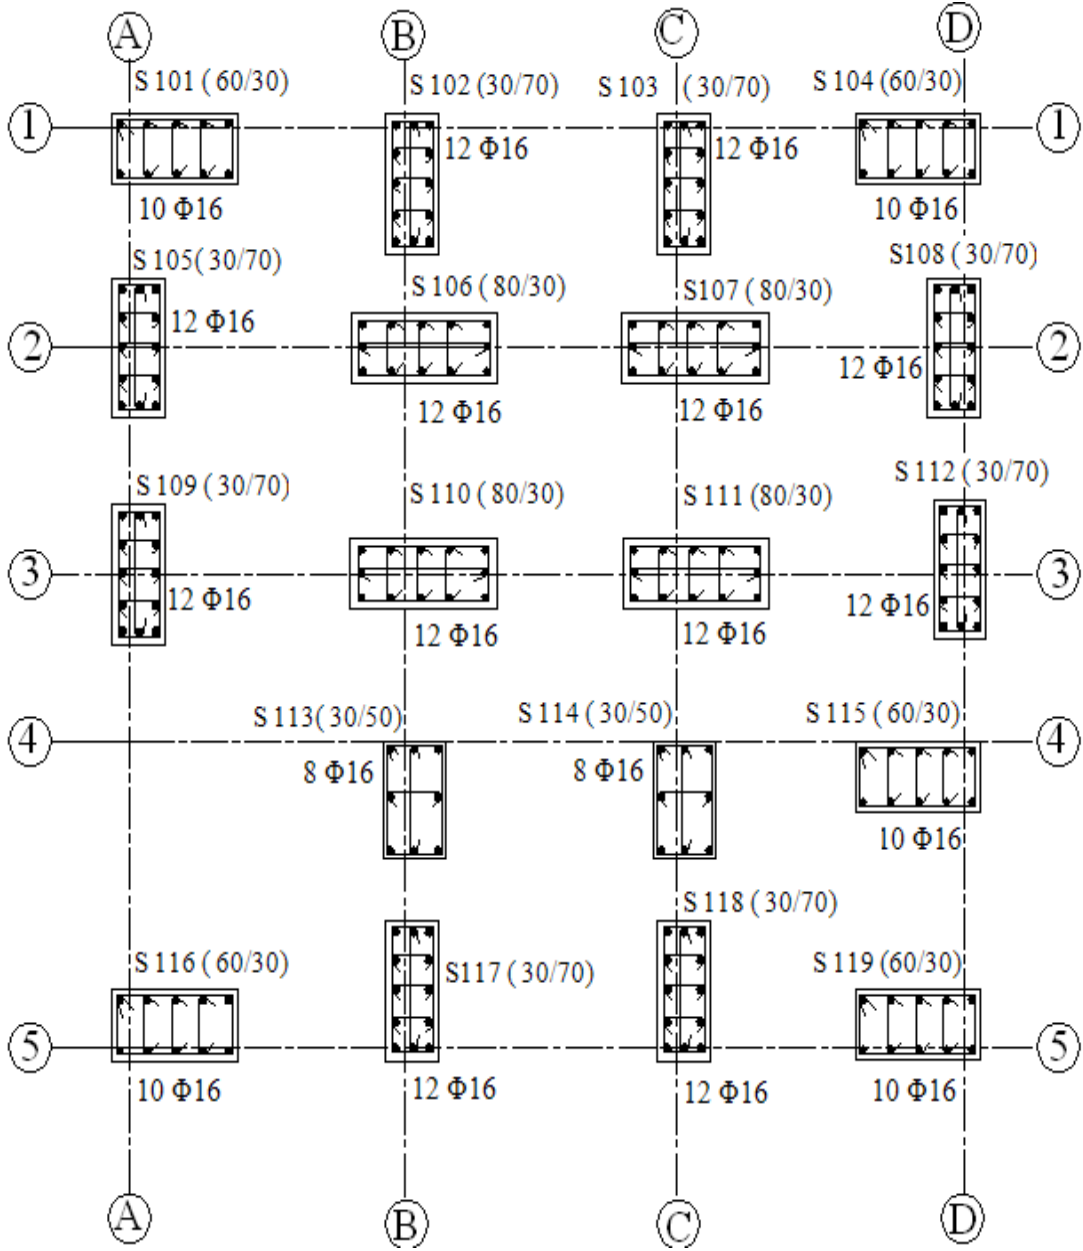 A B C D
S 101 ( 60/30) S 102 (30/70) S 103 ( 30/70) S 104 (60/30)
1 1
12 Φ16 12 Φ16
10 Φ16 10 Φ16
S 105( 30/70) S108 ( 30/70)
S 106 ( 80/30) S107 ( 80/30)
12 Φ16
2 2
12 Φ16
12 Φ16 12 Φ16
S 109 ( 30/70) S 110 (80/30) S 111 (80/30) S 112 (30/70)
3 3
12 Φ16 12 Φ16
12 Φ16 12 Φ16
S 113( 30/50) S 114 ( 30/50) S 115 ( 60/30)
4 4
8 Φ16 8 Φ16
10 Φ16
S 118 ( 30/70)
S 116 ( 60/30) S117 ( 30/70) S119 (60/30)
5 5
10 Φ16 12 Φ16 12 Φ16 10 Φ16
A B C D